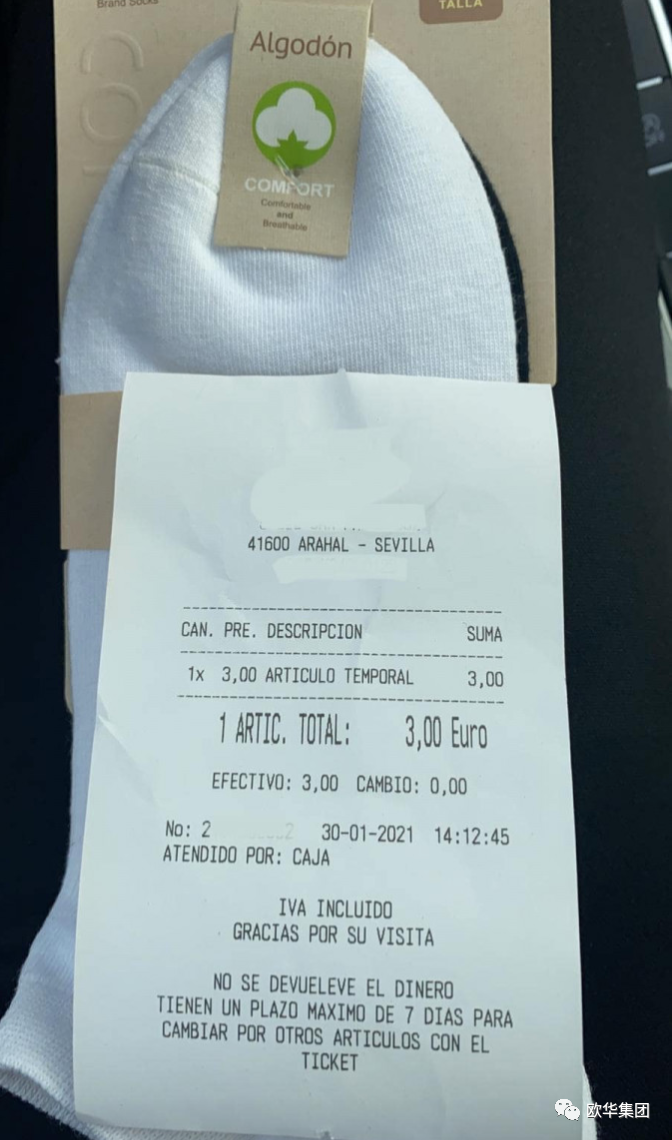 Brand Socks
TALLA
Algodón
COMFORT
Comfortable
and
Breathable
41600 ARAHAL - SEVILLA
CAN. PRE. DESCRIPCION SUMA
1x 3,00 ARTICULO TEMPORAL 3,00
1 ARTIC. TOTAL: 3,00 Euro
EFECTIVO: 3,00 CAMBIO: 0,00
No: 2 30-01-2021 14:12:45
ATENDIDO POR: CAJA
IVA INCLUIDO
GRACIAS POR SU VISITA
NO SE DEVUELEVE EL DINERO
TIENEN UN PLAZO MAXIMO DE 7 DIAS PARA
CAMBIAR POR OTROS ARTICULOS CON EL
TICKET
欧华集团